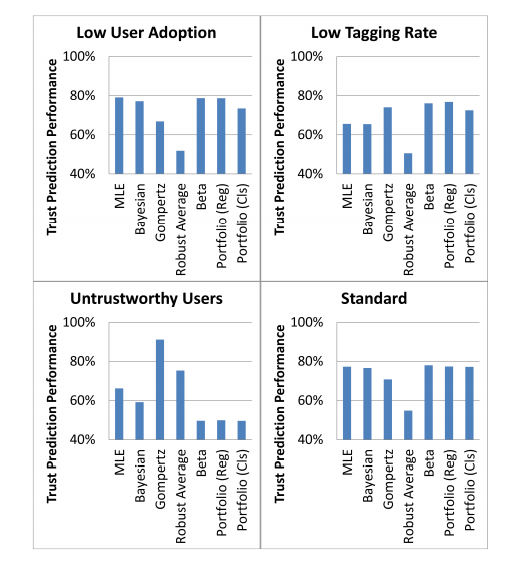 Low User Adoption
Trust Prediction Performance
100%
80%
60%
40%
MLE
Bayesian
Gompertz
Robust Average
Beta
Portfolio (Reg)
Portfolio (Cls)
Low Tagging Rate
Trust Prediction Performance
100%
80%
60%
40%
MLE
Bayesian
Gompertz
Robust Average
Beta
Portfolio (Reg)
Portfolio (Cls)
Untrustworthy Users
Trust Prediction Performance
100%
80%
60%
40%
MLE
Bayesian
Gompertz
Robust Average
Beta
Portfolio (Reg)
Portfolio (Cls)
Standard
Trust Prediction Performance
100%
80%
60%
40%
MLE
Bayesian
Gompertz
Robust Average
Beta
Portfolio (Reg)
Portfolio (Cls)